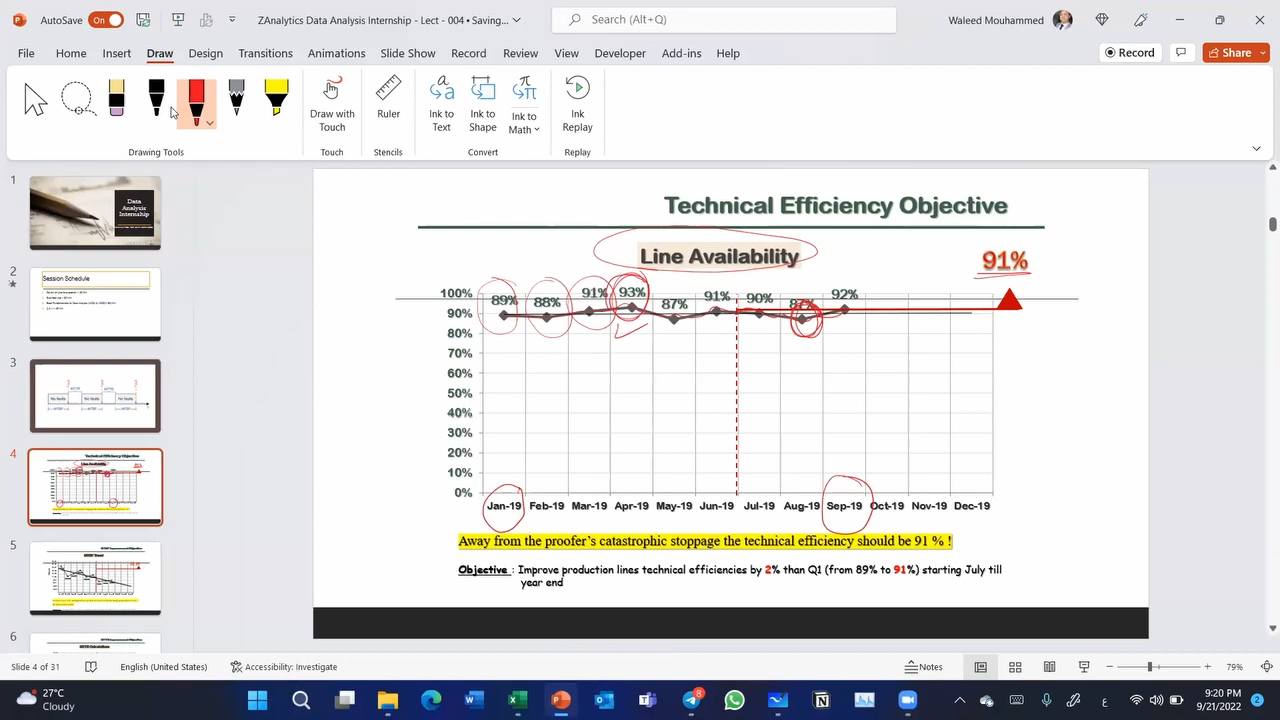 AutoSave On ZAnalytics Data Analysis Internship - Lect - 004 • Saving... Search (Alt+Q) Waleed Mouhammed
File Home Insert Draw Design Transitions Animations Slide Show Record Review View Developer Add-ins Help Record Share
Draw with Touch
Ruler
Ink to Text
Ink to Shape
Ink to Math
Ink Replay
Drawing Tools Touch Stencils Convert Replay
1
Data Analysis Internship
2
Session Schedule
3
4
5
6
Technical Efficiency Objective
Line Availability
91%
89% 88% 91% 93% 87% 91% 90% 87% 92%
100%
90%
80%
70%
60%
50%
40%
30%
20%
10%
0%
Jan-19 Feb-19 Mar-19 Apr-19 May-19 Jun-19 Jul-19 Aug-19 Sep-19 Oct-19 Nov-19 Dec-19
Away from the proofer's catastrophic stoppage the technical efficiency should be 91 % !
Objective : Improve production lines technical efficiencies by 2% than Q1 (from 89% to 91%) starting July till
year end
Slide 4 of 31 English (United States) Accessibility: Investigate Notes 79%
27°C
Cloudy
8
ع
9:20 PM
9/21/2022
2